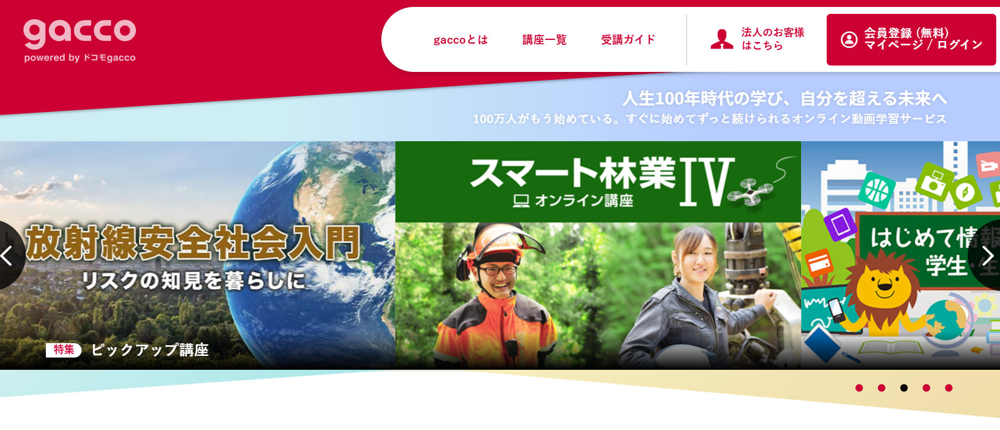 gacco
powered by ドコモgacco
gaccoとは
講座一覧
受講ガイド
法人のお客様
はこちら
会員登録 (無料)
マイページ / ログイン
人生100年時代の学び、自分を超える未来へ
100万人がもう始めている。すぐに始めてずっと続けられるオンライン動画学習サービス
放射線安全社会入門
リスクの知見を暮らしに
特集 ピックアップ講座
スマート林業IV
オンライン講座
はじめて情報
学生・生